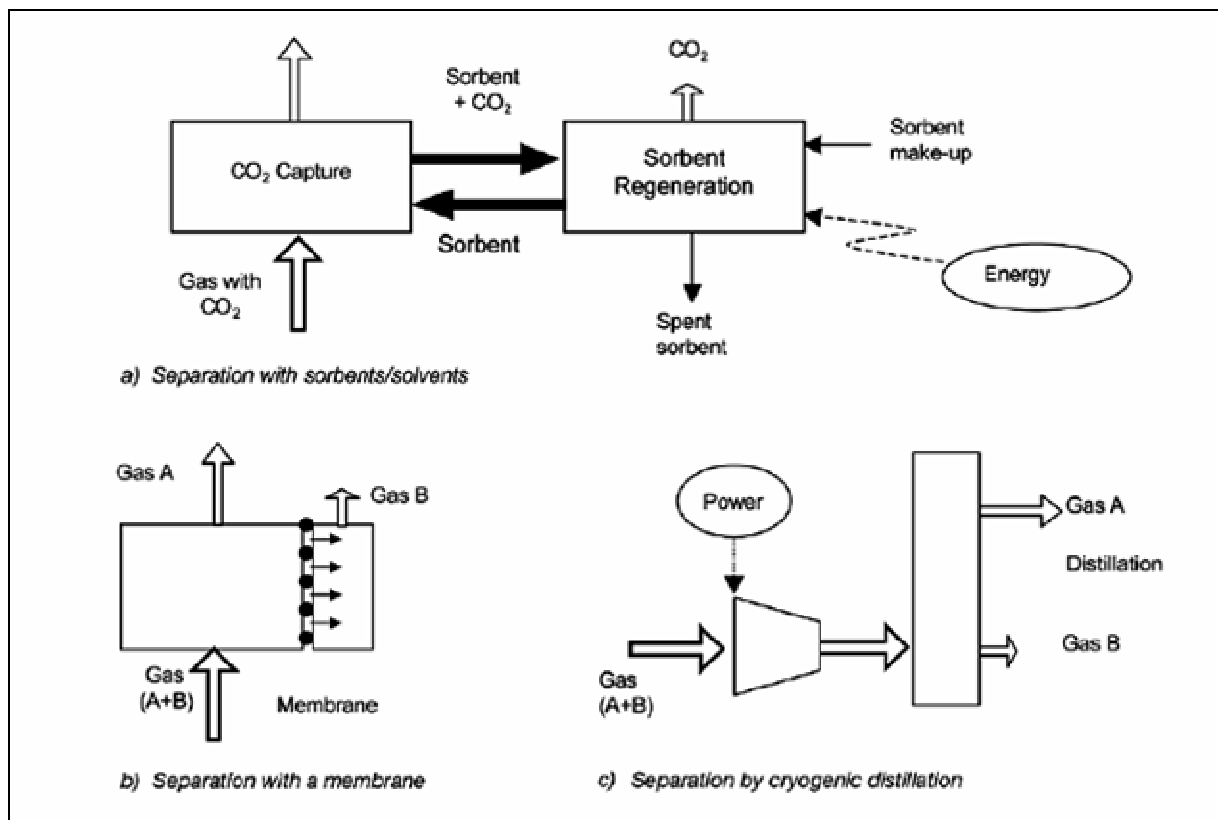 CO₂
Sorbent
+ CO₂
CO₂ Capture
Sorbent
Regeneration
Sorbent
make-up
Sorbent
Energy
Gas with
CO₂
Spent
sorbent
a) Separation with sorbents/solvents
Gas A
Gas B
Gas
(A+B)
Membrane
b) Separation with a membrane
Power
Gas A
Distillation
Gas B
Gas
(A+B)
c) Separation by cryogenic distillation